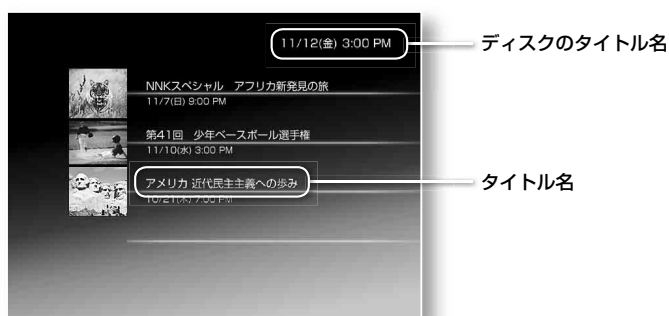 11/12(金) 3:00 PM
ディスクのタイトル名
NNKスペシャル　アフリカ新発見の旅
11/7(日) 9:00 PM
第41回　少年ベースボール選手権
11/10(水) 3:00 PM
アメリカ 近代民主主義への歩み
タイトル名
10/21(木) 7:00 PM